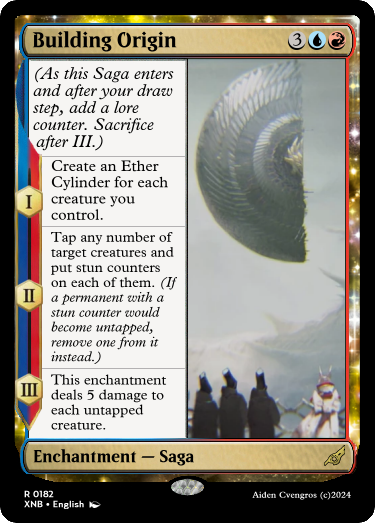 Building Origin 3
(As this Saga enters
and after your draw
step, add a lore
counter. Sacrifice
after III.)
I
Create an Ether
Cylinder for each
creature you
control.
II
Tap any number of
target creatures and
put stun counters
on each of them. (If
a permanent with a
stun counter would
become untapped,
remove one from it
instead.)
III
This enchantment
deals 5 damage to
each untapped
creature.
Enchantment — Saga
R 0182
XNB • English
Aiden Cvengros (c)2024